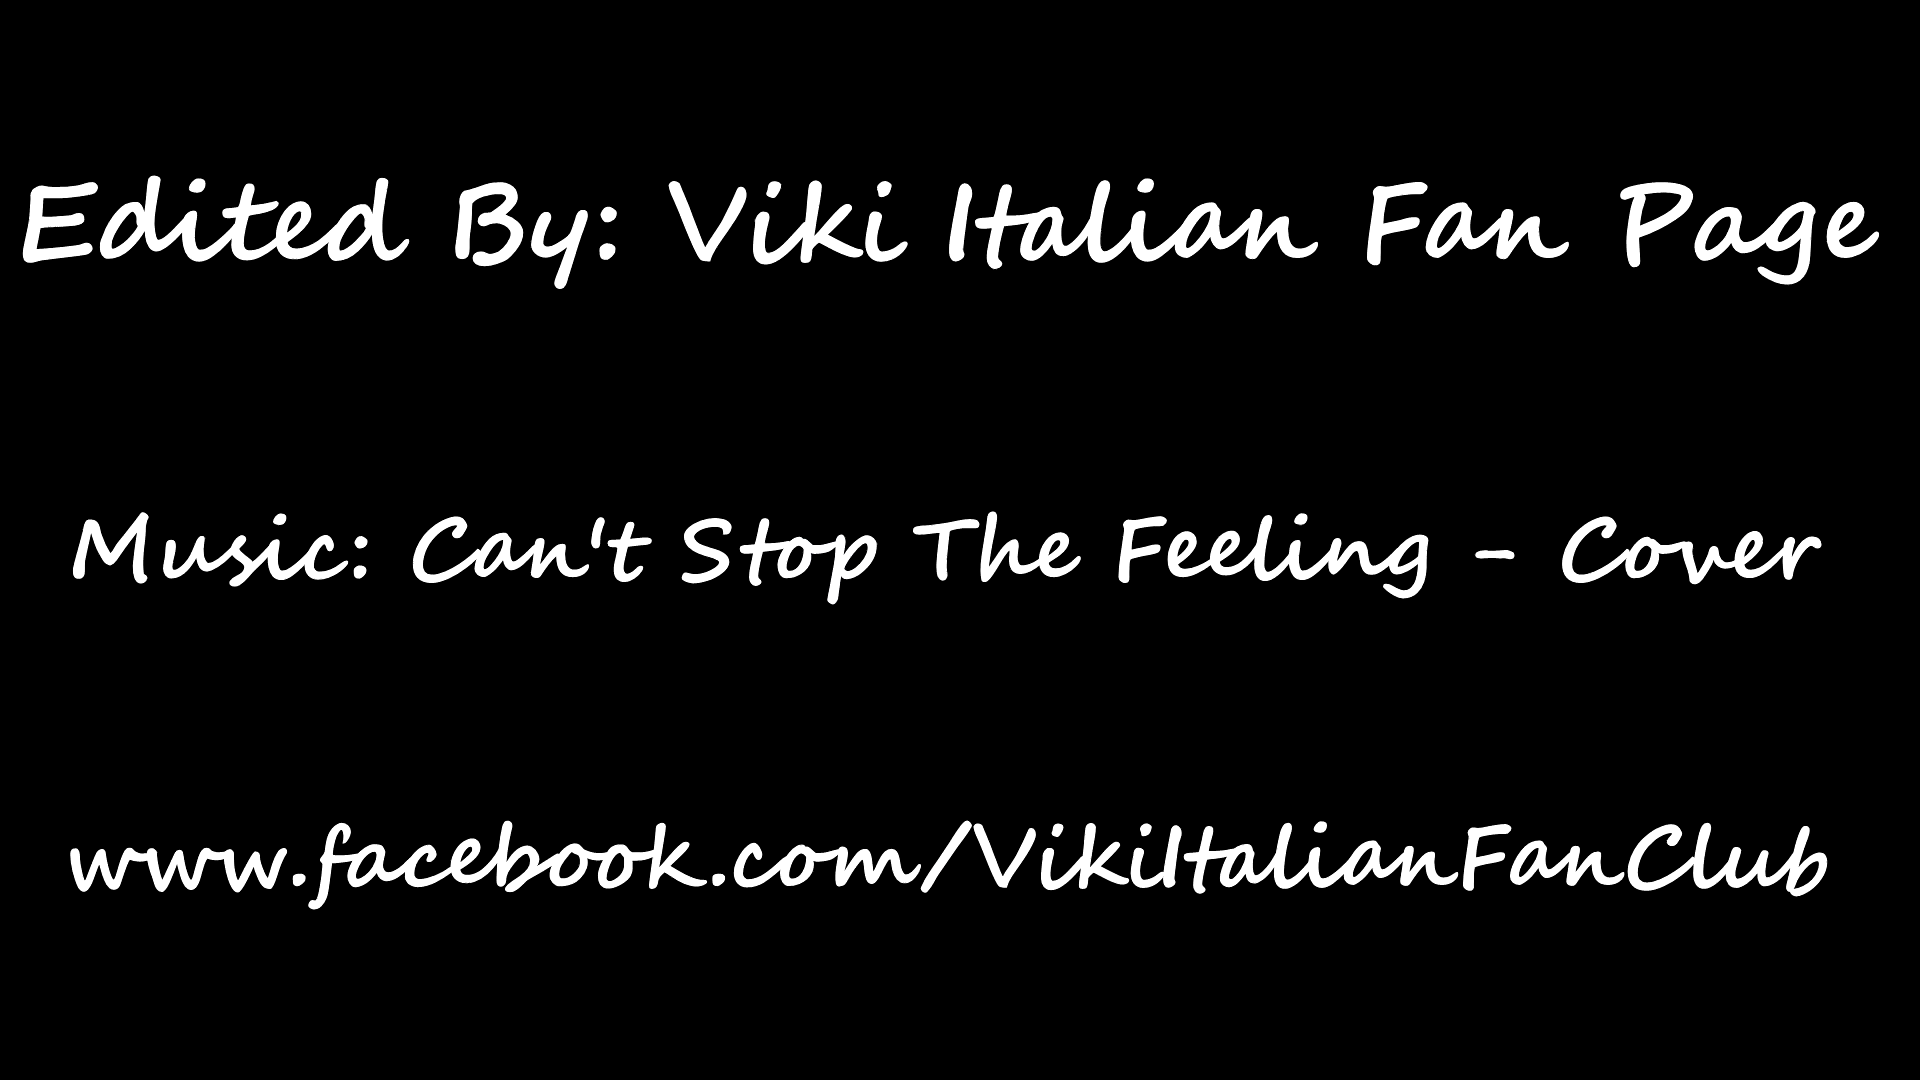 Edited By: Viki Italian Fan Page
Music: Can't Stop The Feeling - Cover
www.facebook.com/VikiItalianFanClub